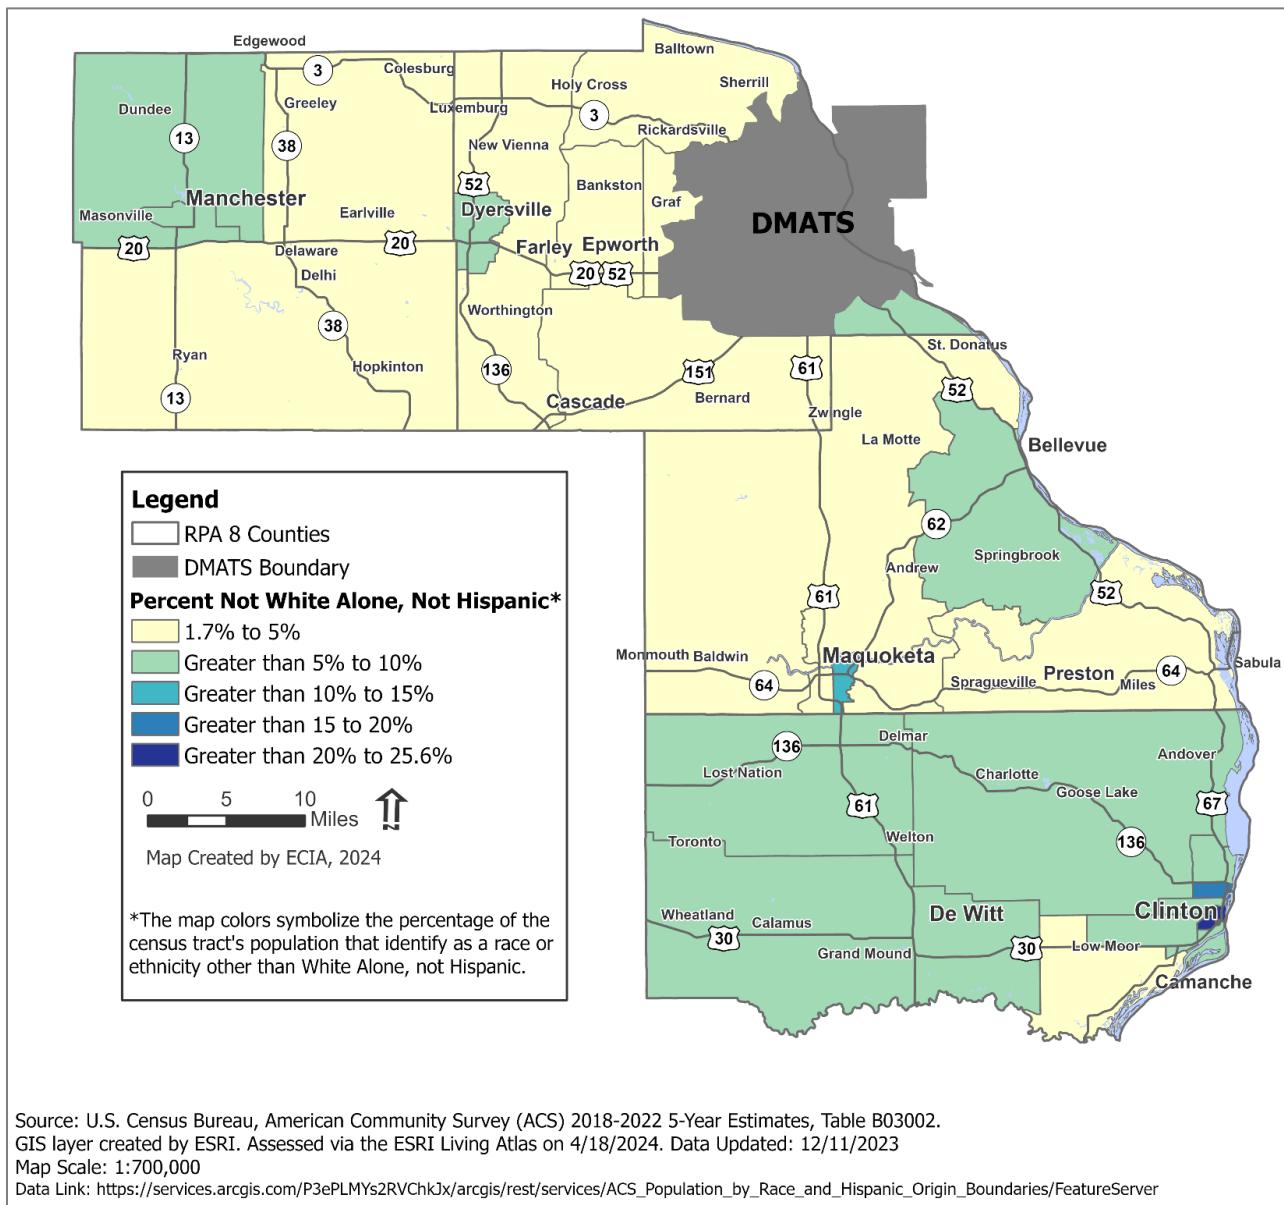 Edgewood
Balltown
3
Colesburg
Sherrill
Holy Cross
Dundee
Greeley
Luxemburg
3
13
38
Rickardsville
New Vienna
52
Bankston
Manchester
Graf
Masonville
Earlville
Dyersville
DMATS
20
Delaware
20
Farley
Epworth
Delhi
20
52
Worthington
38
Ryan
St. Donatus
Hopkinton
136
151
61
52
13
Cascade
Bernard
Zwingle
La Motte
Bellevue
62
Springbrook
Andrew
61
52
Monmouth
Baldwin
Maquoketa
Sabula
64
Spragueville
Preston
Miles
64
136
Delmar
Andover
Lost Nation
Charlotte
Goose Lake
61
67
Toronto
Welton
136
Wheatland
Calamus
De Witt
Clinton
30
Grand Mound
30
Low Moor
Camanche
Legend
RPA 8 Counties
DMATS Boundary
Percent Not White Alone, Not Hispanic*
1.7% to 5%
Greater than 5% to 10%
Greater than 10% to 15%
Greater than 15 to 20%
Greater than 20% to 25.6%
0 5 10
Miles
N
Map Created by ECIA, 2024
*The map colors symbolize the percentage of the
census tract's population that identify as a race or
ethnicity other than White Alone, not Hispanic.
Source: U.S. Census Bureau, American Community Survey (ACS) 2018-2022 5-Year Estimates, Table B03002.
GIS layer created by ESRI. Assessed via the ESRI Living Atlas on 4/18/2024. Data Updated: 12/11/2023
Map Scale: 1:700,000
Data Link: https://services.arcgis.com/P3ePLMYs2RVChkJx/arcgis/rest/services/ACS_Population_by_Race_and_Hispanic_Origin_Boundaries/FeatureServer